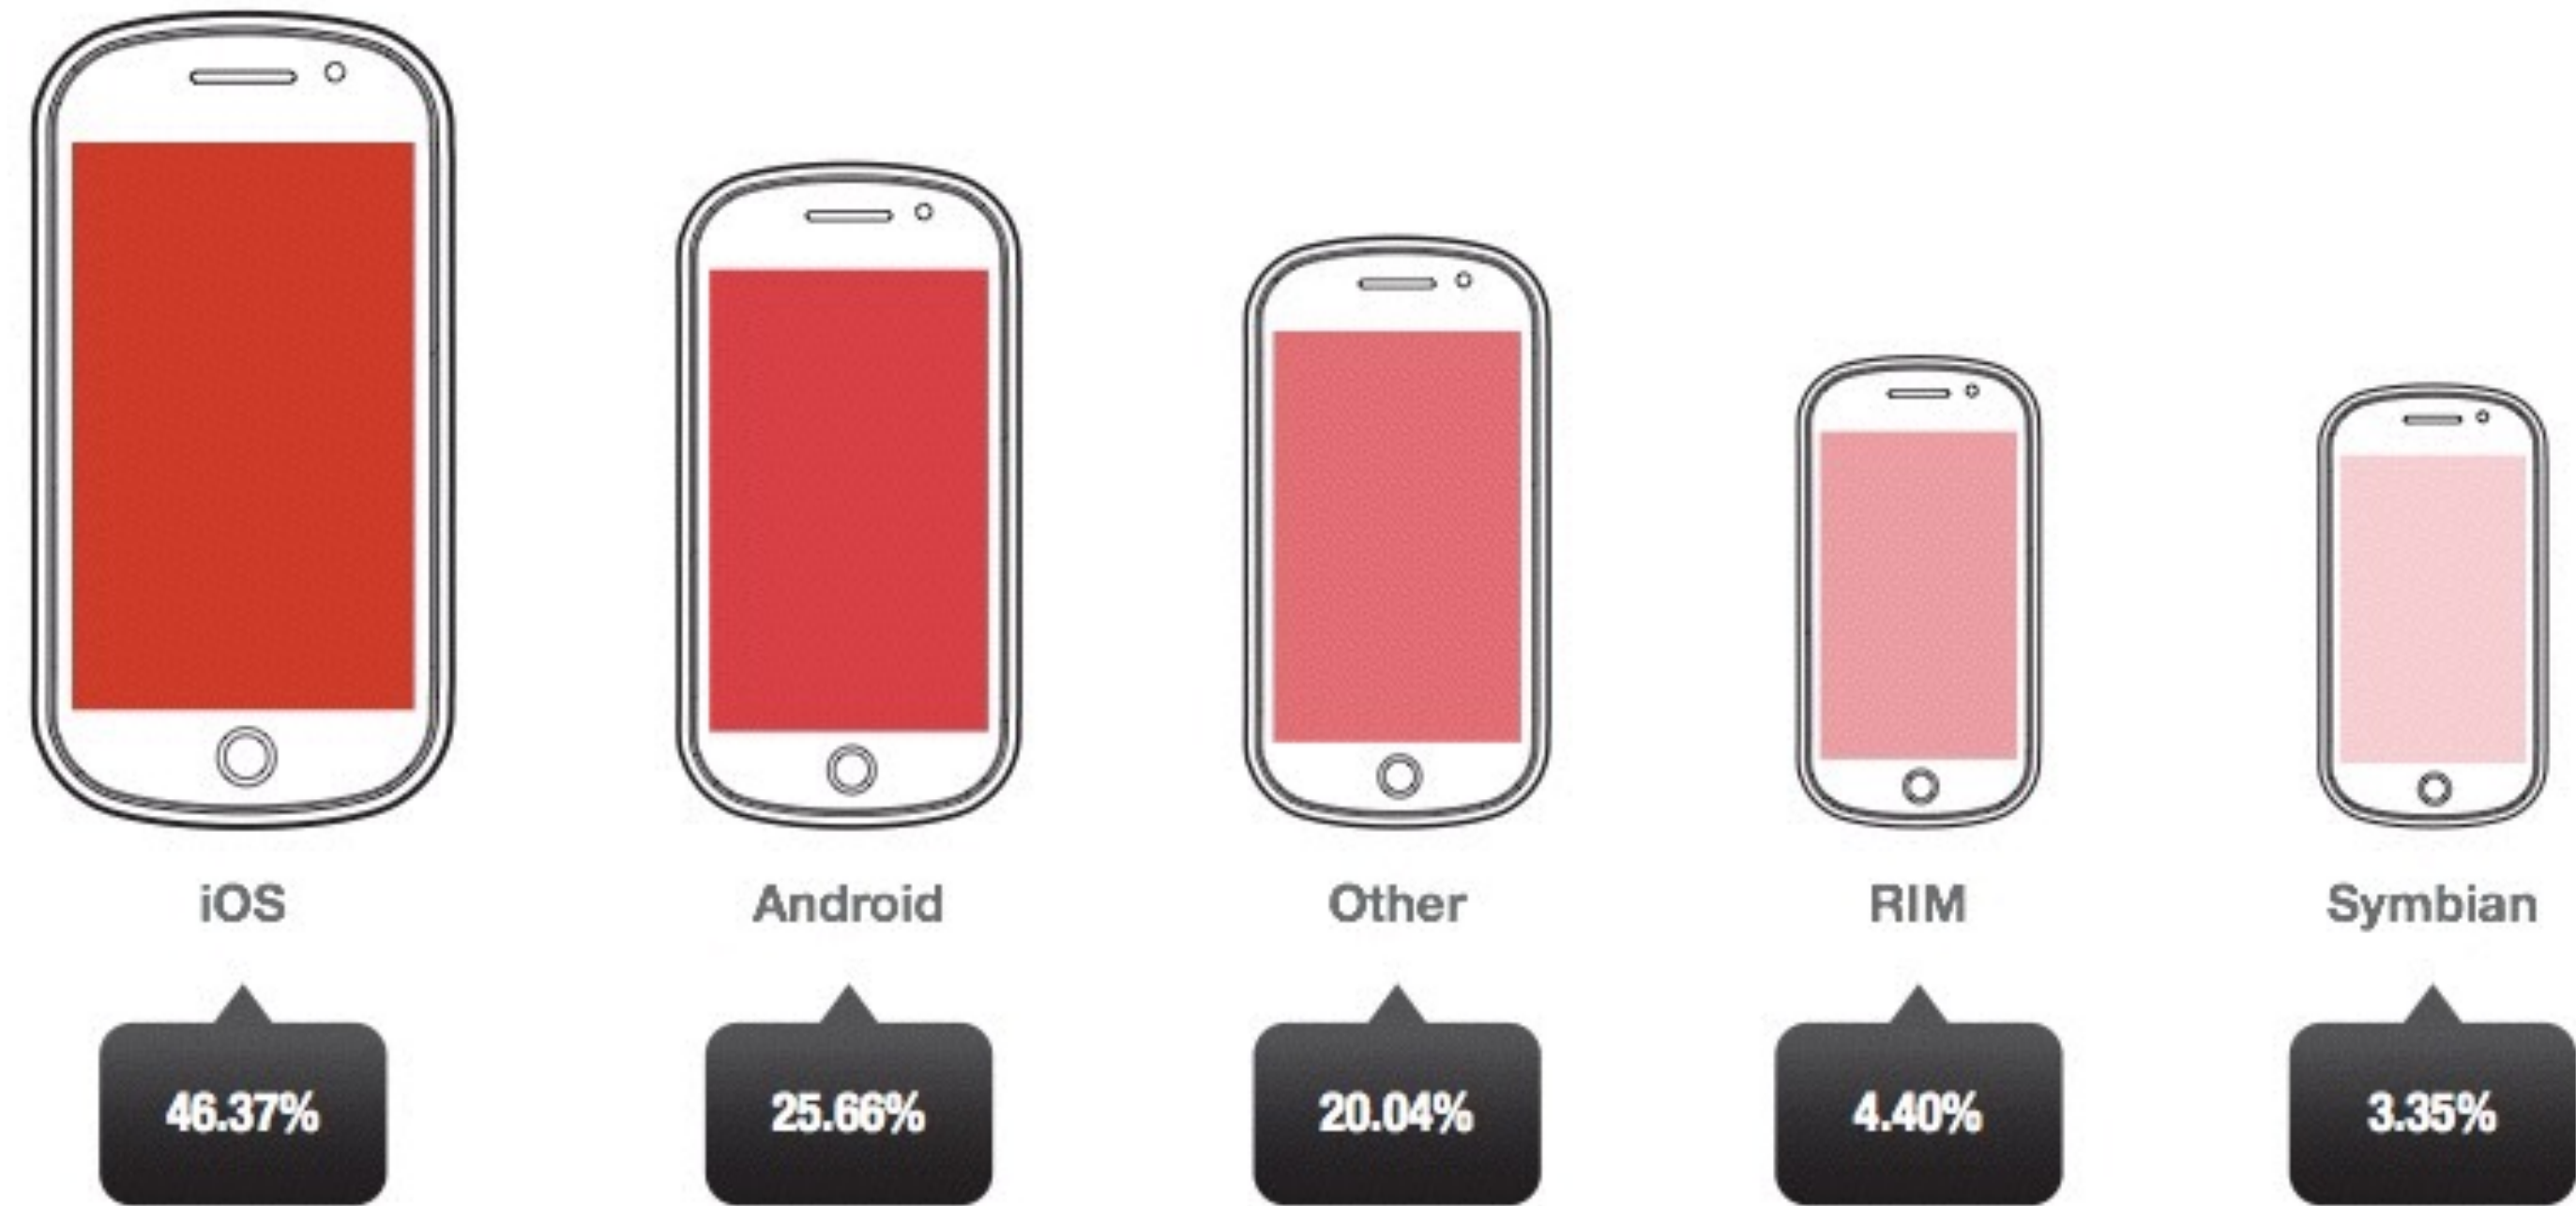 iOS
Android
Other
RIM
Symbian
46.37%
25.66%
20.04%
4.40%
3.35%